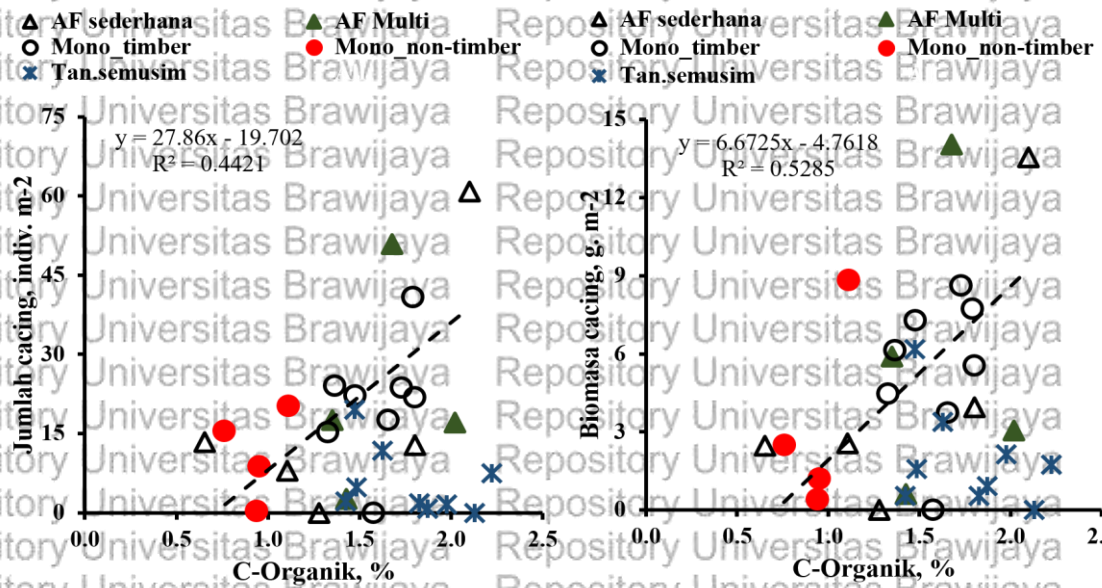 AF sederhana AF Multi
Mono_timber Mono_non-timber
Tan.semusim
75
60
45
30
15
0
Jumlah cacing, indiv. m-2
y = 27.86x - 19.702
R² = 0.4421
0.0 0.5 1.0 1.5 2.0 2.5
C-Organik, %
AF sederhana AF Multi
Mono_timber Mono_non-timber
Tan.semusim
15
12
9
6
3
0
Biomasa cacing, g. m-2
y = 6.6725x - 4.7618
R² = 0.5285
0.0 0.5 1.0 1.5 2.0
C-Organik, %
Repository Universitas Brawijaya